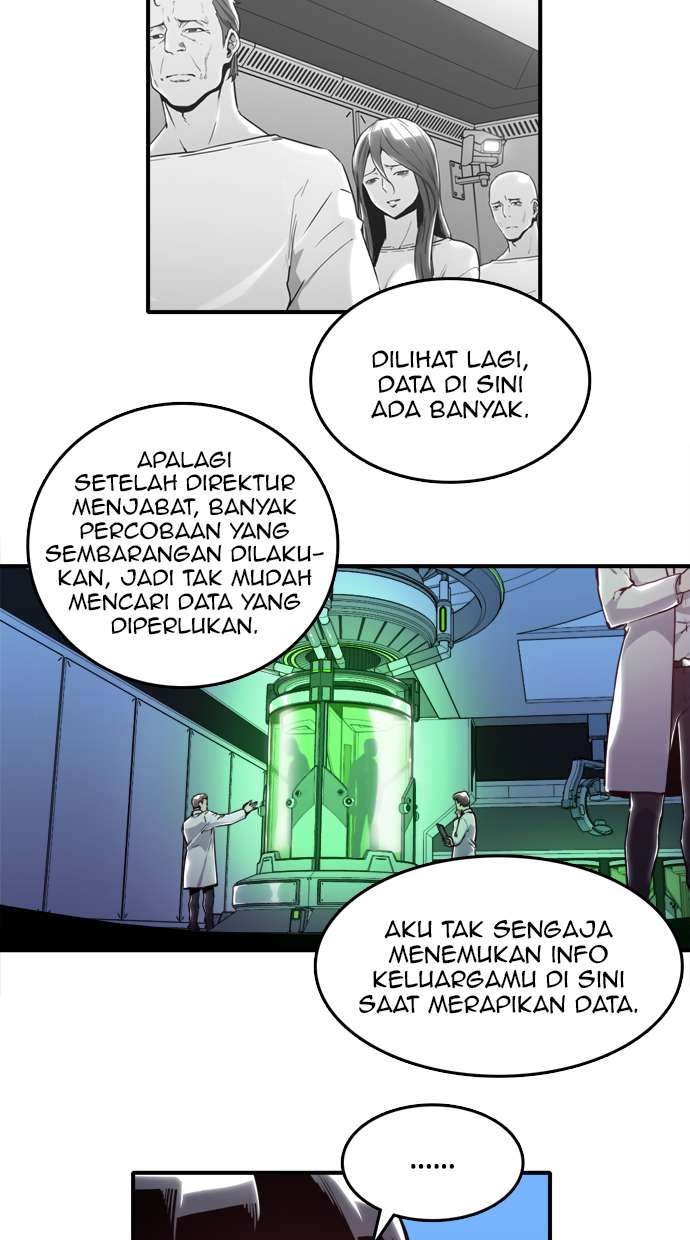 DILIHAT LAGI,
DATA DI SINI
ADA BANYAK.
APALAGI
SETELAH DIREKTUR
MENJABAT, BANYAK
PERCOBAAN YANG
SEMBARANGAN DILAKU-
KAN, JADI TAK MUDAH
MENCARI DATA YANG
DIPERLUKAN.
AKU TAK SENGAJA
MENEMUKAN INFO
KELUARGAMU DI SINI
SAAT MERAPIKAN DATA.
......